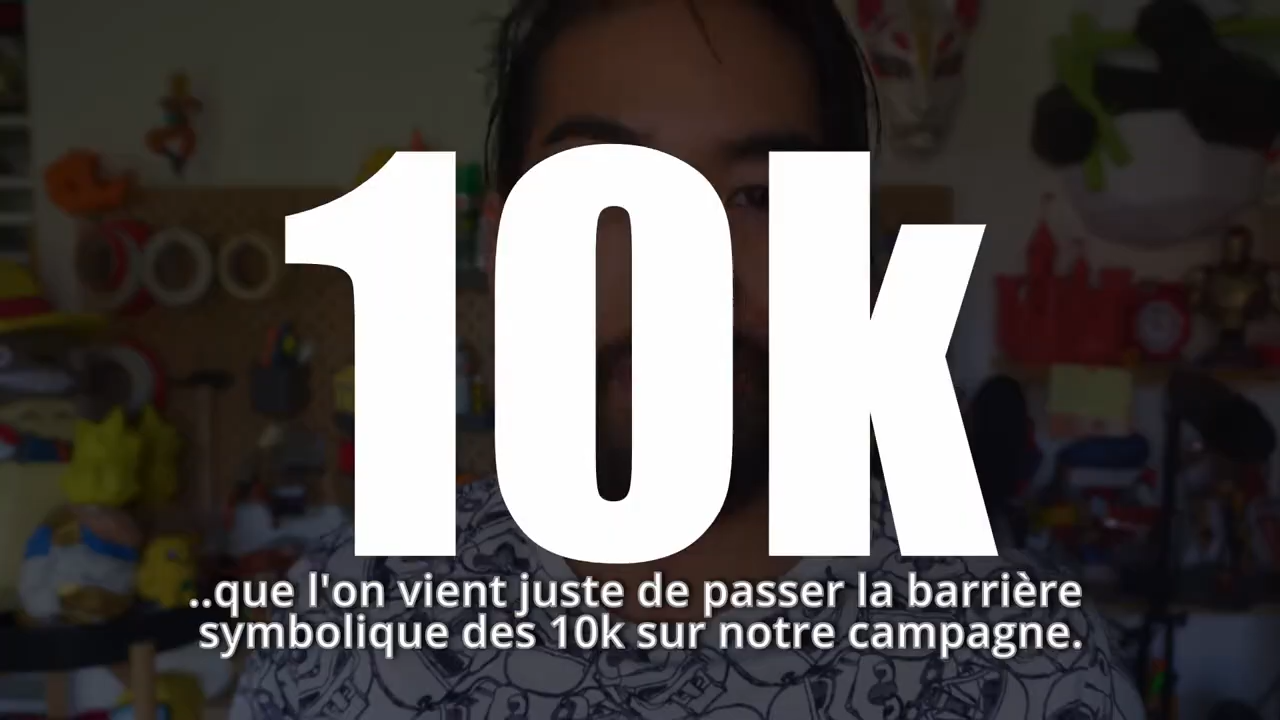 10k
..que l'on vient juste de passer la barrière
symbolique des 10k sur notre campagne.